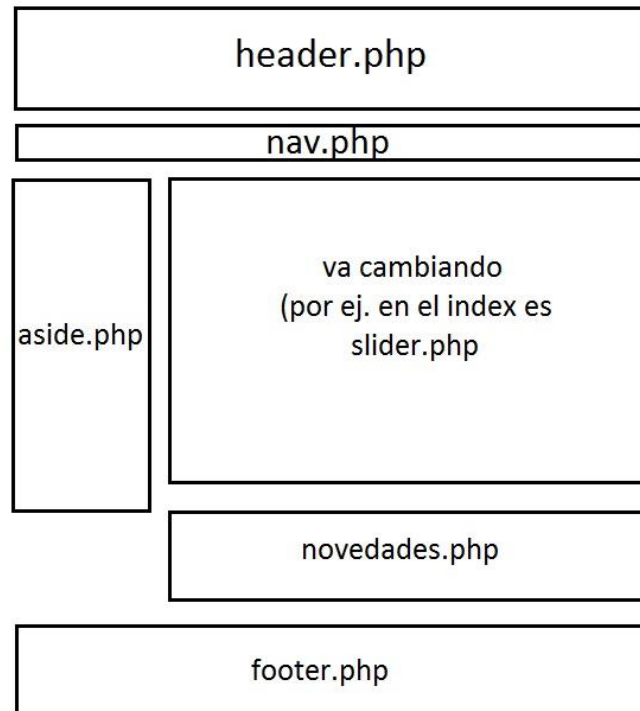 header.php
nav.php
aside.php
va cambiando
(por ej. en el index es
slider.php
novedades.php
footer.php